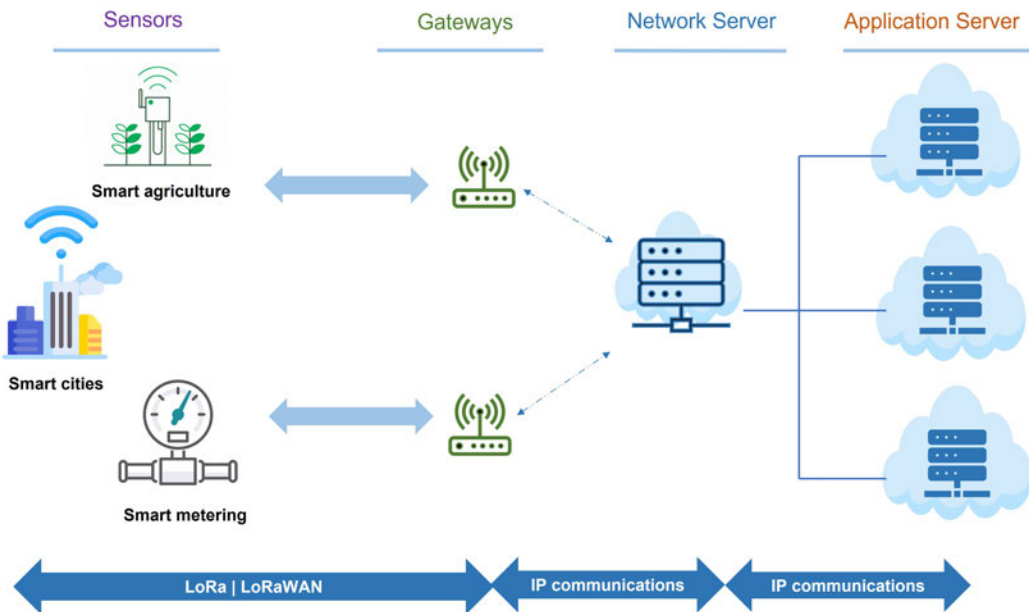 Sensors
Gateways
Network Server
Application Server
Smart agriculture
Smart cities
Smart metering
LoRa | LoRaWAN
IP communications
IP communications